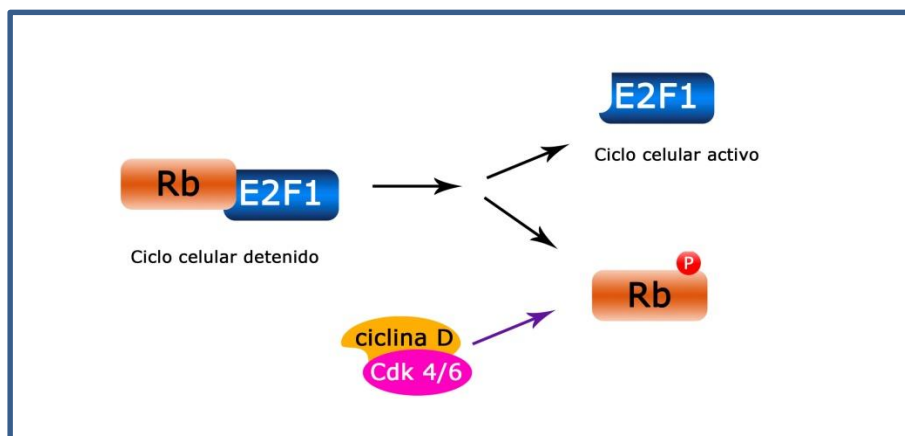 E2F1
Ciclo celular activo
Rb
E2F1
Ciclo celular detenido
P
Rb
ciclina D
Cdk 4/6